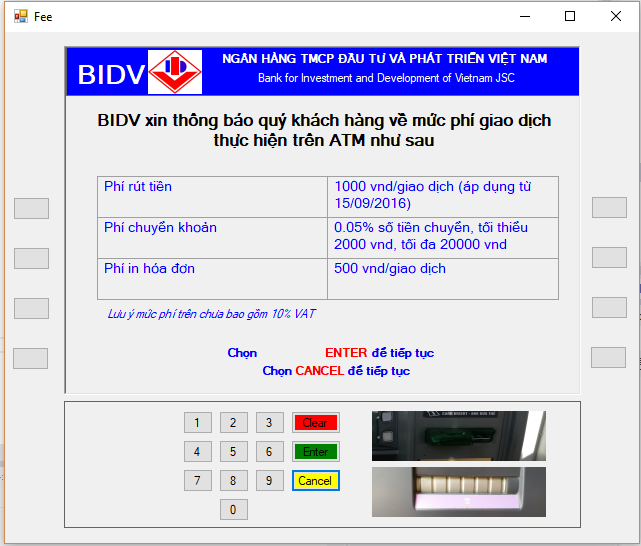 Fee
BIDV
NGÂN HÀNG TMCP ĐẦU TƯ VÀ PHÁT TRIỂN VIỆT NAM
Bank for Investment and Development of Vietnam JSC
BIDV xin thông báo quý khách hàng về mức phí giao dịch
thực hiện trên ATM như sau
Phí rút tiền
1000 vnd/giao dịch (áp dụng từ
15/09/2016)
Phí chuyển khoản
0.05% số tiền chuyển, tối thiểu
2000 vnd, tối đa 20000 vnd
Phí in hóa đơn
500 vnd/giao dịch
Lưu ý mức phí trên chưa bao gồm 10% VAT
Chọn ENTER để tiếp tục
Chọn CANCEL để tiếp tục
1 2 3 Clear
4 5 6 Enter
7 8 9 Cancel
0